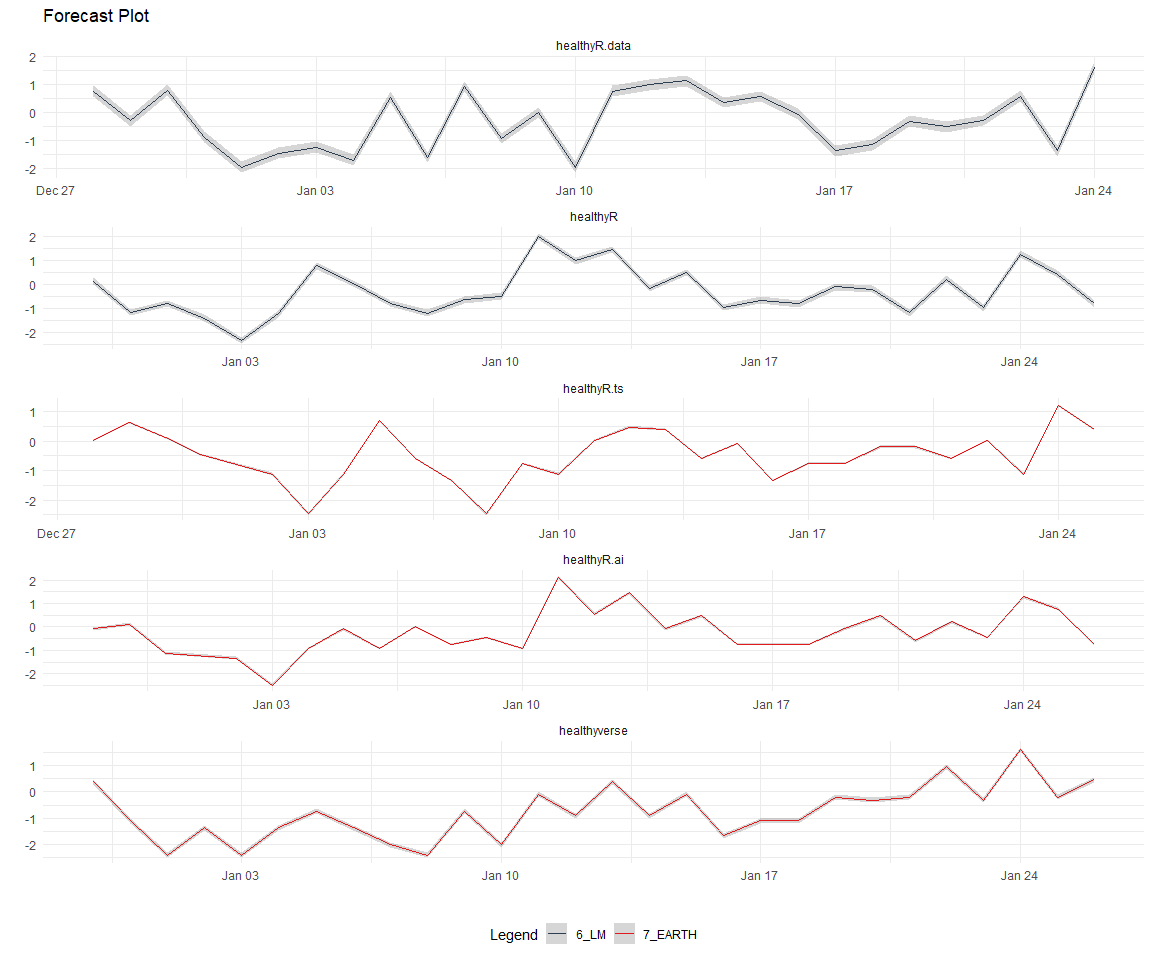 Forecast Plot
healthyR.data
2
1
0
-1
-2
Dec 27 Jan 03 Jan 10 Jan 17 Jan 24
healthyR
2
1
0
-1
-2
Jan 03 Jan 10 Jan 17 Jan 24
healthyR.ts
1
0
-1
-2
Dec 27 Jan 03 Jan 10 Jan 17 Jan 24
healthyR.ai
2
1
0
-1
-2
Jan 03 Jan 10 Jan 17 Jan 24
healthyverse
1
0
-1
-2
Jan 03 Jan 10 Jan 17 Jan 24
Legend 6_LM 7_EARTH